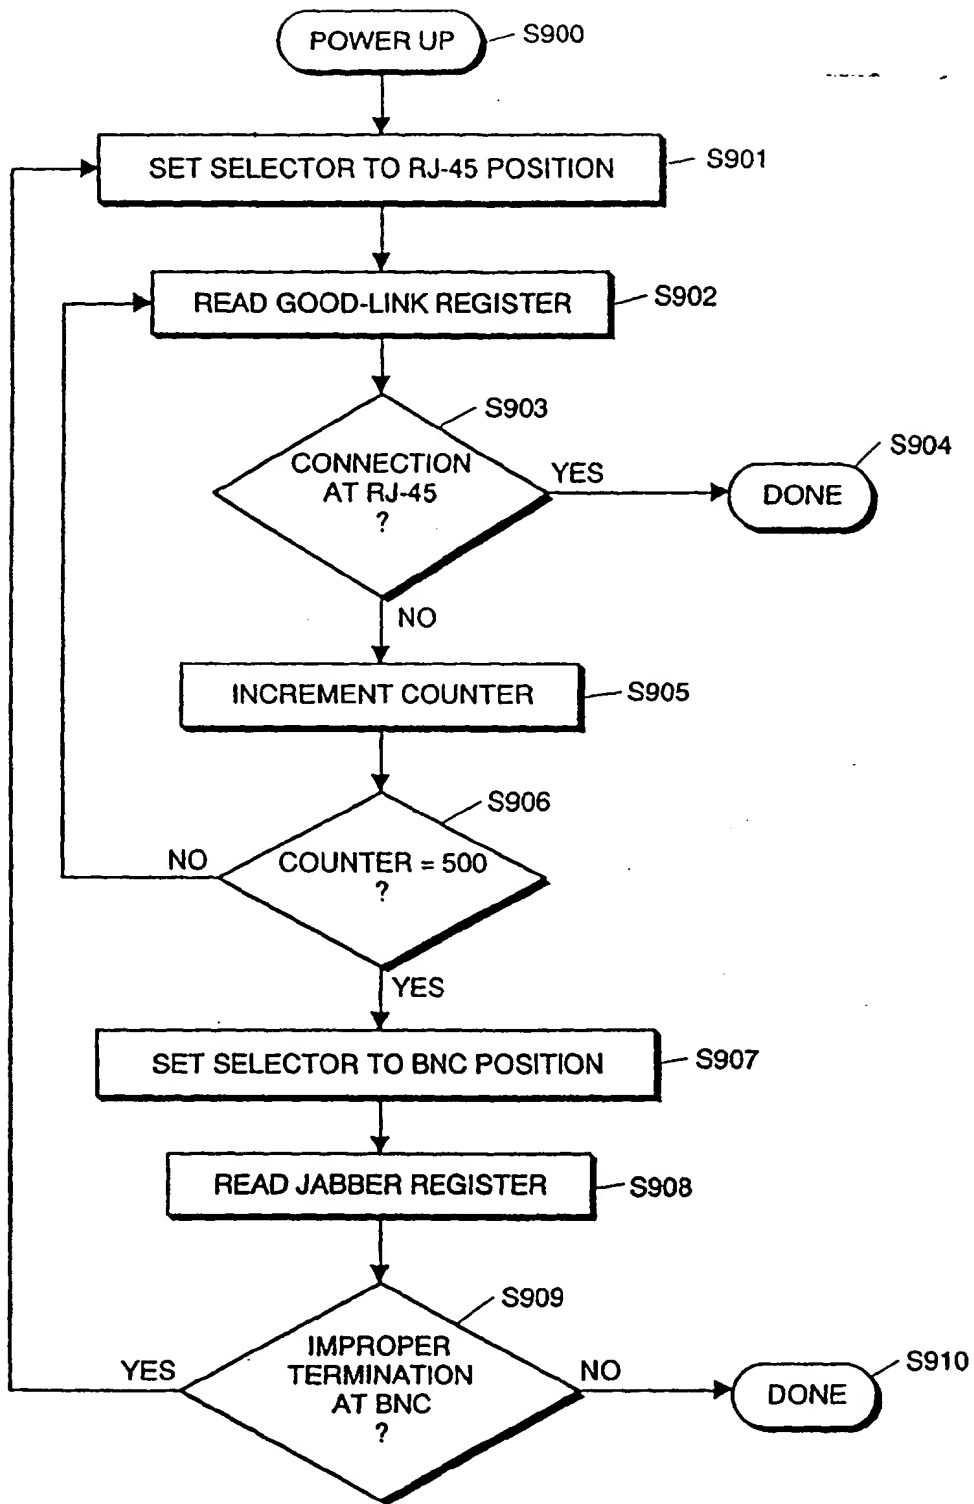 POWER UP
S900
SET SELECTOR TO RJ-45 POSITION
S901
READ GOOD-LINK REGISTER
S902
S903
CONNECTION
AT RJ-45
?
YES
S904
DONE
NO
INCREMENT COUNTER
S905
S906
COUNTER = 500
?
NO
YES
SET SELECTOR TO BNC POSITION
S907
READ JABBER REGISTER
S908
S909
IMPROPER
TERMINATION
AT BNC
?
YES
NO
S910
DONE